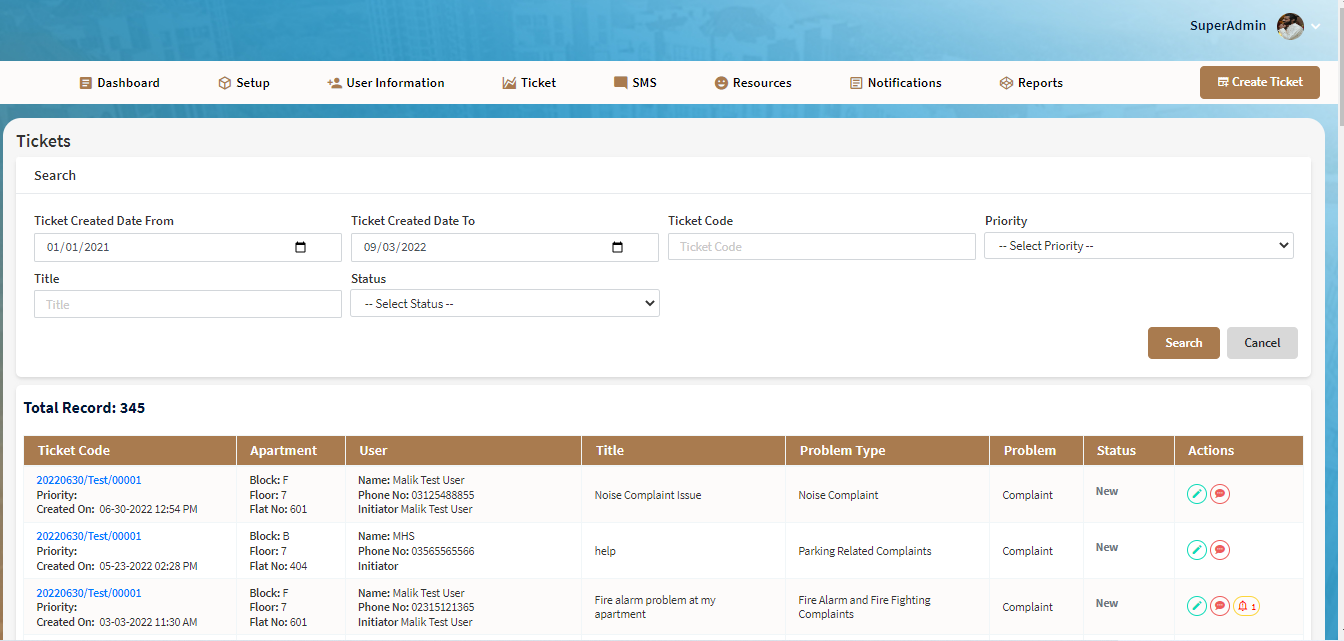 SuperAdmin
Dashboard Setup User Information Ticket SMS Resources Notifications Reports Create Ticket
Tickets
Search
Ticket Created Date From Ticket Created Date To Ticket Code Priority
01/01/2021 09/03/2022 Ticket Code -- Select Priority --
Title Status
Title -- Select Status --
Search Cancel
Total Record: 345
Ticket Code Apartment User Title Problem Type Problem Status Actions
20220630/Test/00001 Block: F Name: Malik Test User
Priority: Floor: 7 Phone No: 03125488855 Noise Complaint Issue Noise Complaint Complaint New
Created On: 06-30-2022 12:54 PM Flat No: 601 Initiator Malik Test User
20220630/Test/00001 Block: B Name: MHS
Priority: Floor: 7 Phone No: 03565565566 help Parking Related Complaints Complaint New
Created On: 05-23-2022 02:28 PM Flat No: 404 Initiator
20220630/Test/00001 Block: F Name: Malik Test User
Priority: Floor: 7 Phone No: 02315121365 Fire alarm problem at my apartment Fire Alarm and Fire Fighting Complaints Complaint New 1
Created On: 03-03-2022 11:30 AM Flat No: 601 Initiator Malik Test User